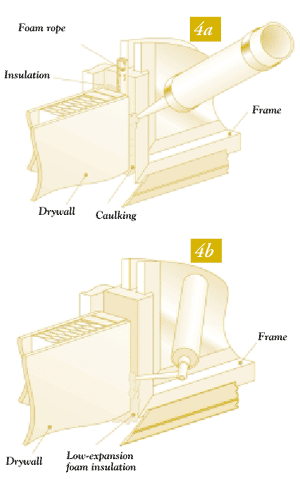 Foam rope
4a
Insulation
Frame
Drywall
Caulking
4b
Frame
Drywall
Low-expansion
foam insulation